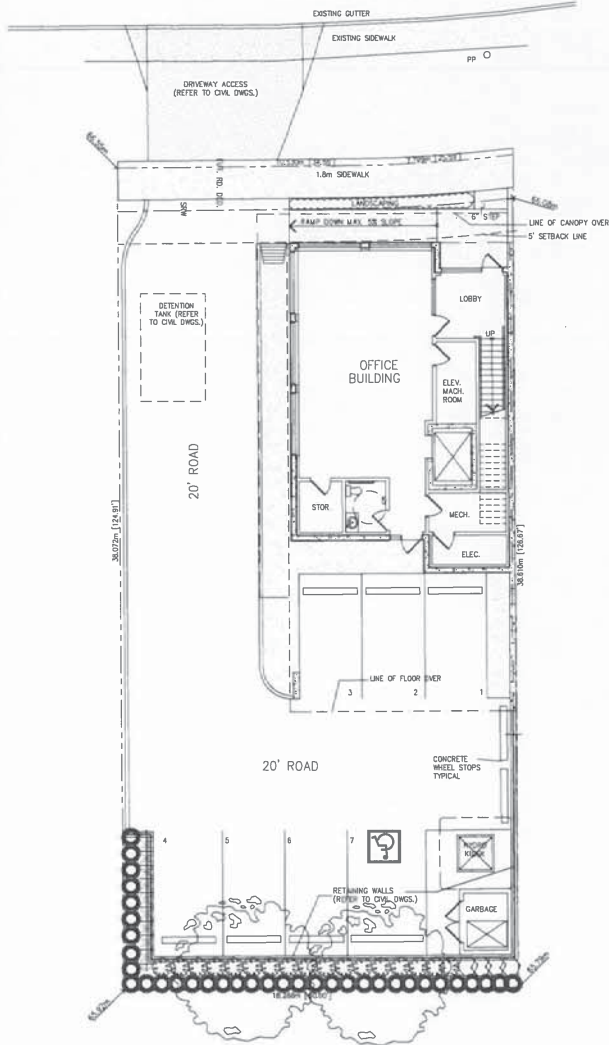 EXISTING GUTTER
EXISTING SIDEWALK
PP
DRIVEWAY ACCESS
(REFER TO CIVIL DWGS.)
1.8m SIDEWALK
RD. DED.
SRW
LANDSCAPING
6" STEP
LINE OF CANOPY OVER
RAMP DOWN MAX. 5% SLOPE
5' SETBACK LINE
DETENTION
TANK (REFER
TO CIVIL DWGS.)
LOBBY
UP
OFFICE
BUILDING
ELEV.
MACH.
ROOM
20' ROAD
STOR.
MECH.
ELEC.
38.072m [124.91']
38.610m [126.67']
LINE OF FLOOR OVER
3
2
1
20' ROAD
CONCRETE
WHEEL STOPS
TYPICAL
4
5
6
7
RETAINING WALLS
(REFER TO CIVIL DWGS.)
GARBAGE